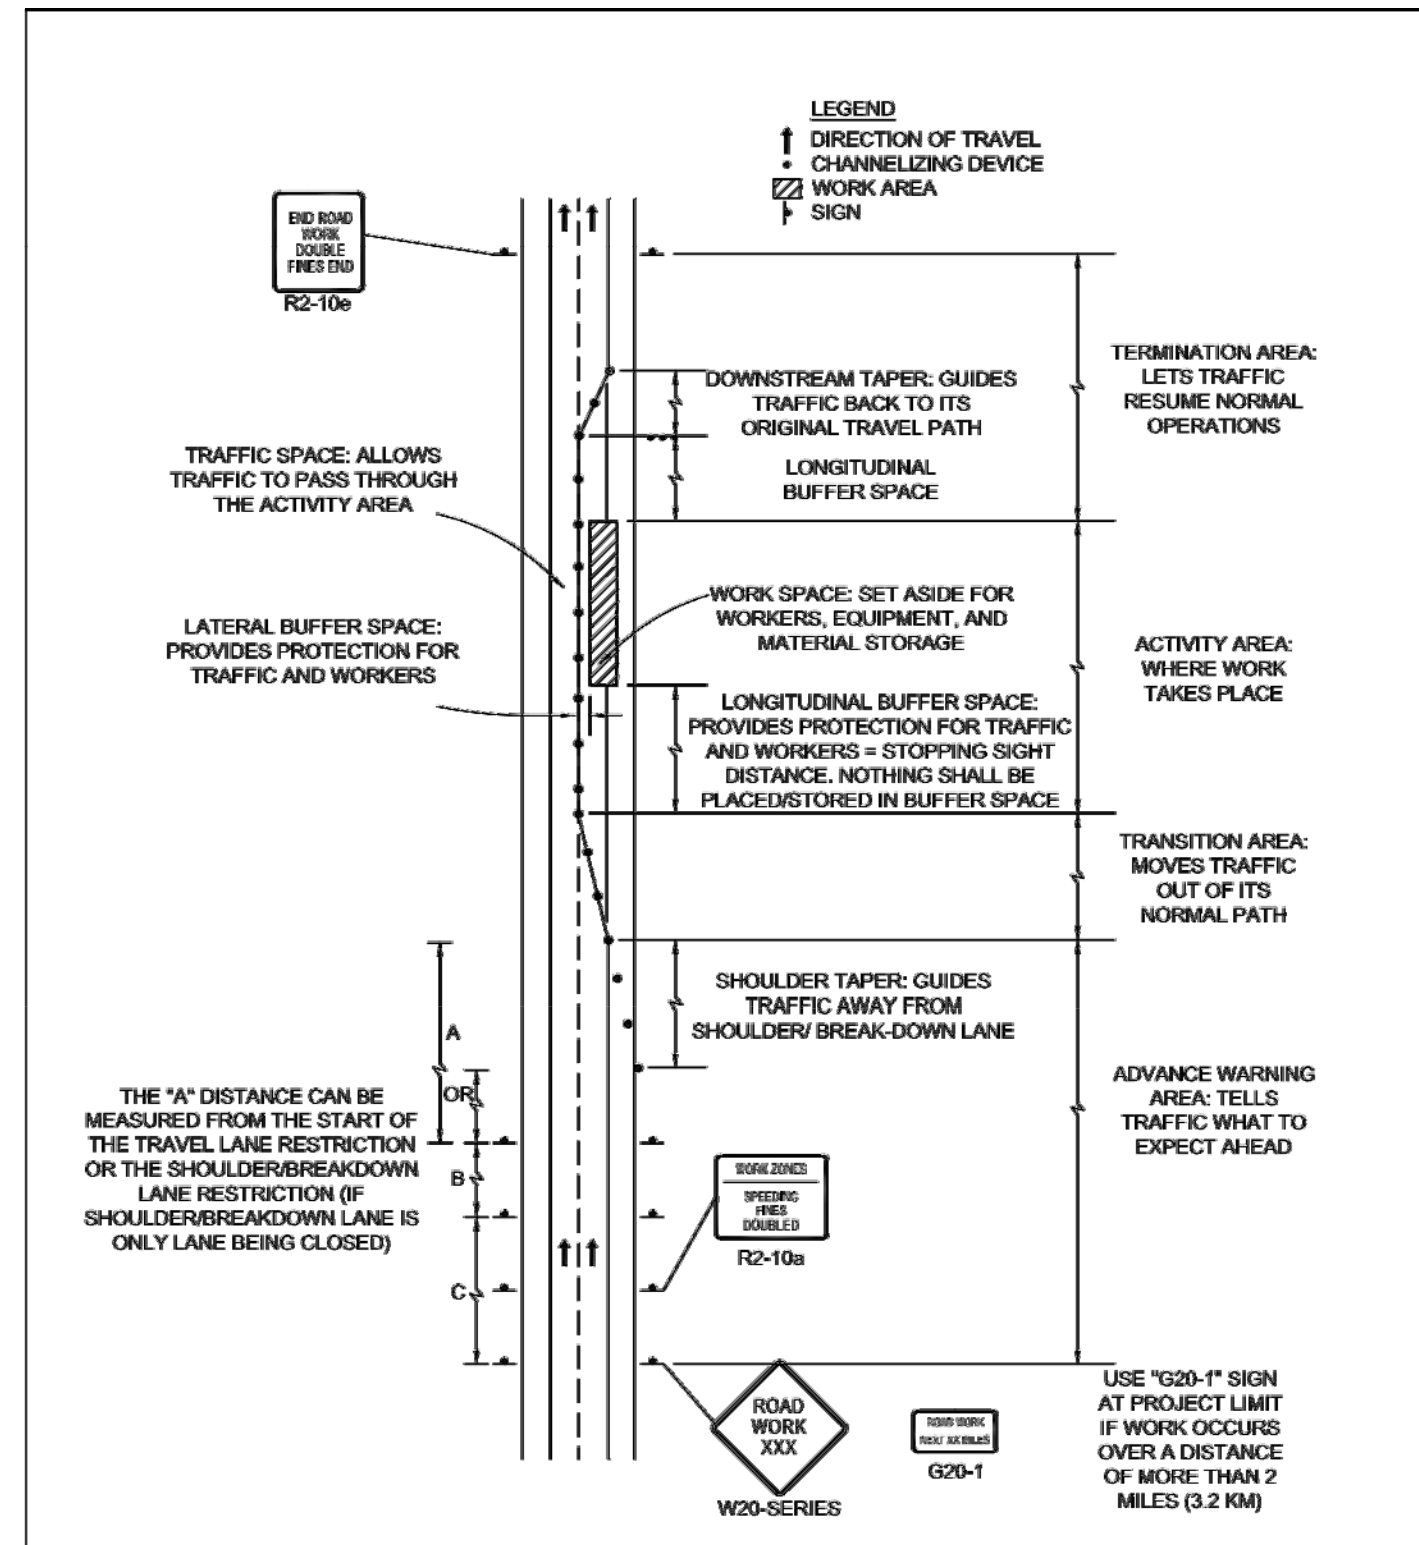 LEGEND
DIRECTION OF TRAVEL
CHANNELIZING DEVICE
WORK AREA
SIGN
END ROAD
WORK
DOUBLE
FINES END
R2-10e
TERMINATION AREA:
LETS TRAFFIC
RESUME NORMAL
OPERATIONS
DOWNSTREAM TAPER: GUIDES
TRAFFIC BACK TO ITS
ORIGINAL TRAVEL PATH
TRAFFIC SPACE: ALLOWS
TRAFFIC TO PASS THROUGH
THE ACTIVITY AREA
LONGITUDINAL
BUFFER SPACE
WORK SPACE: SET ASIDE FOR
WORKERS, EQUIPMENT, AND
MATERIAL STORAGE
LATERAL BUFFER SPACE:
PROVIDES PROTECTION FOR
TRAFFIC AND WORKERS
ACTIVITY AREA:
WHERE WORK
TAKES PLACE
LONGITUDINAL BUFFER SPACE:
PROVIDES PROTECTION FOR TRAFFIC
AND WORKERS = STOPPING SIGHT
DISTANCE. NOTHING SHALL BE
PLACED/STORED IN BUFFER SPACE
TRANSITION AREA:
MOVES TRAFFIC
OUT OF ITS
NORMAL PATH
SHOULDER TAPER: GUIDES
TRAFFIC AWAY FROM
SHOULDER/ BREAK-DOWN LANE
A
OR
B
C
THE "A" DISTANCE CAN BE
MEASURED FROM THE START OF
THE TRAVEL LANE RESTRICTION
OR THE SHOULDER/BREAKDOWN
LANE RESTRICTION (IF
SHOULDER/BREAKDOWN LANE IS
ONLY LANE BEING CLOSED)
ADVANCE WARNING
AREA: TELLS
TRAFFIC WHAT TO
EXPECT AHEAD
WORK ZONES
SPEEDING
FINES
DOUBLED
R2-10a
ROAD
WORK
XXX
W20-SERIES
ROAD WORK
NEXT XX MILES
G20-1
USE "G20-1" SIGN
AT PROJECT LIMIT
IF WORK OCCURS
OVER A DISTANCE
OF MORE THAN 2
MILES (3.2 KM)